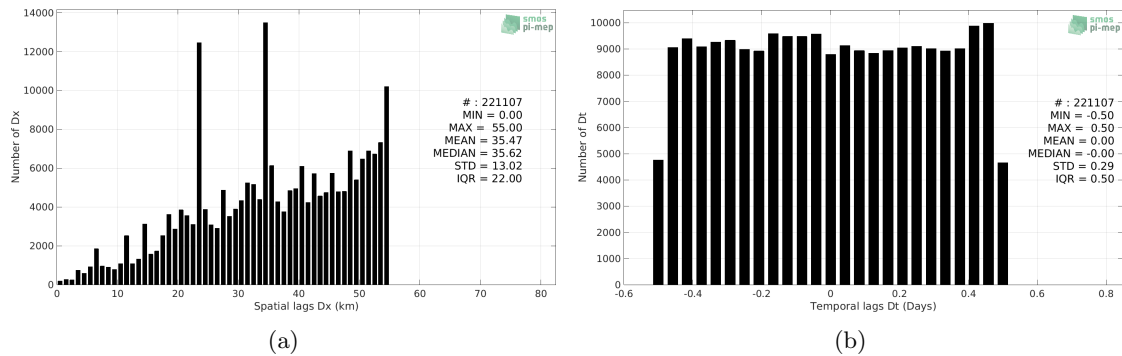 14000
12000
10000
8000
6000
4000
2000
0
Number of Dx
0 10 20 30 40 50 60 70 80
Spatial lags Dx (km)
smos
pi-mep
# : 221107
MIN = 0.00
MAX = 55.00
MEAN = 35.47
MEDIAN = 35.62
STD = 13.02
IQR = 22.00
(a)
10000
9000
8000
7000
6000
5000
4000
3000
2000
1000
0
Number of Dt
-0.6 -0.4 -0.2 0 0.2 0.4 0.6 0.8
Temporal lags Dt (Days)
smos
pi-mep
# : 221107
MIN = -0.50
MAX = 0.50
MEAN = 0.00
MEDIAN = -0.00
STD = 0.29
IQR = 0.50
(b)